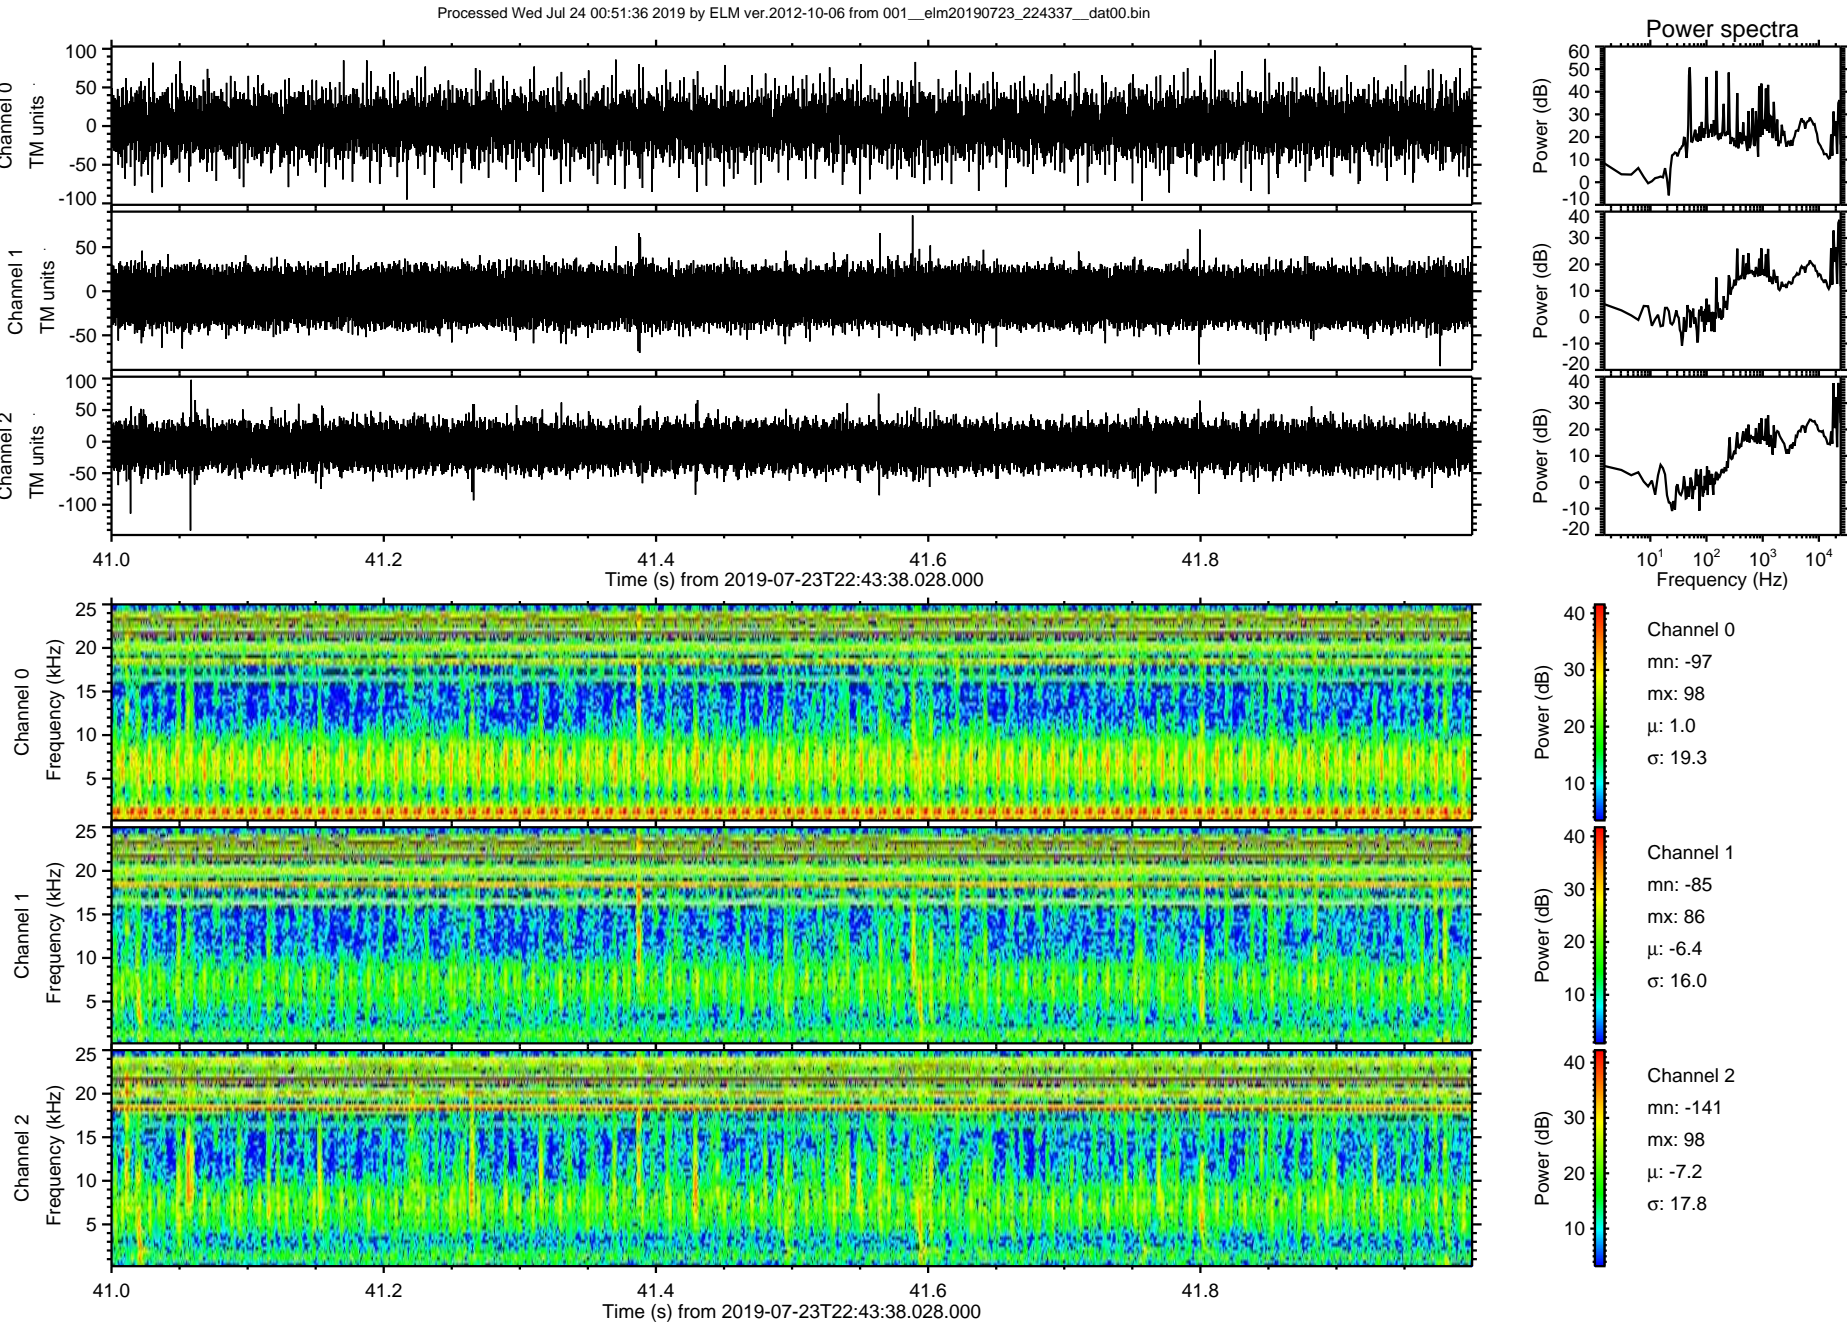 Processed Wed Jul 24 00:51:36 2019 by ELM ver.2012-10-06 from 001__elm20190723_224337__dat00.bin
Power spectra
Channel 0
TM units
100
50
0
-50
-100
Power (dB)
60
50
40
30
20
10
0
-10
Channel 1
TM units
50
0
-50
Power (dB)
40
30
20
10
0
-10
-20
Channel 2
TM units
100
50
0
-50
-100
Power (dB)
40
30
20
10
0
-10
-20
41.0 41.2 41.4 41.6 41.8
Time (s) from 2019-07-23T22:43:38.028.000
10¹ 10² 10³ 10⁴
Frequency (Hz)
Channel 0
Frequency (kHz)
25
20
15
10
5
Power (dB)
40
30
20
10
Channel 0
mn: -97
mx: 98
μ: 1.0
σ: 19.3
Channel 1
Frequency (kHz)
25
20
15
10
5
Power (dB)
40
30
20
10
Channel 1
mn: -85
mx: 86
μ: -6.4
σ: 16.0
Channel 2
Frequency (kHz)
25
20
15
10
5
Power (dB)
40
30
20
10
Channel 2
mn: -141
mx: 98
μ: -7.2
σ: 17.8
41.0 41.2 41.4 41.6 41.8
Time (s) from 2019-07-23T22:43:38.028.000